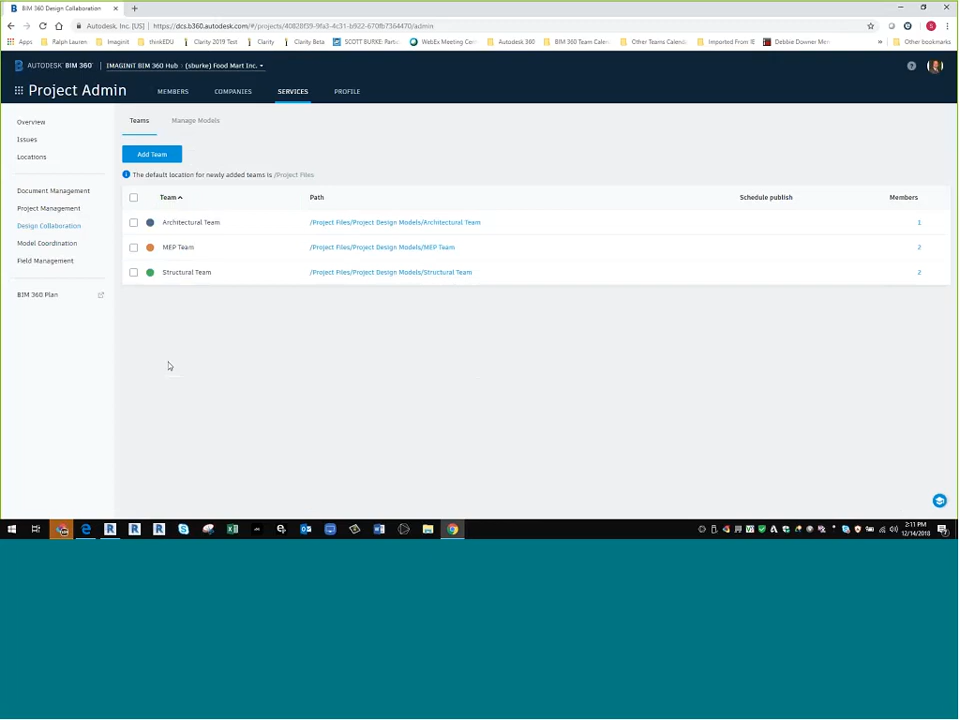 BIM 360 Design Collaboration
Autodesk, Inc. [US] | https://dcs.b360.autodesk.com/#/projects/40820f39-9fa3-4c31-b922-670fb7364470/admin
Apps Ralph Lauren Imaginit thinkEDU Clarity 2019 Test Clarity Clarity Beta SCOTT BURKE: Partic WebEx Meeting Cen Autodesk 360 BIM 360 Team Calen Other Teams Calenda Imported From IE Debbie Downer Mem » Other bookmarks
AUTODESK BIM 360° IMAGINiT BIM 360 Hub : (sburke) Food Mart Inc.
Project Admin MEMBERS COMPANIES SERVICES PROFILE
Overview
Issues
Locations
Document Management
Project Management
Design Collaboration
Model Coordination
Field Management
BIM 360 Plan
Teams Manage Models
Add Team
The default location for newly added teams is /Project Files
Team Path Schedule publish Members
Architectural Team /Project Files/Project Design Models/Architectural Team 1
MEP Team /Project Files/Project Design Models/MEP Team 2
Structural Team /Project Files/Project Design Models/Structural Team 2
2:11 PM
12/14/2018